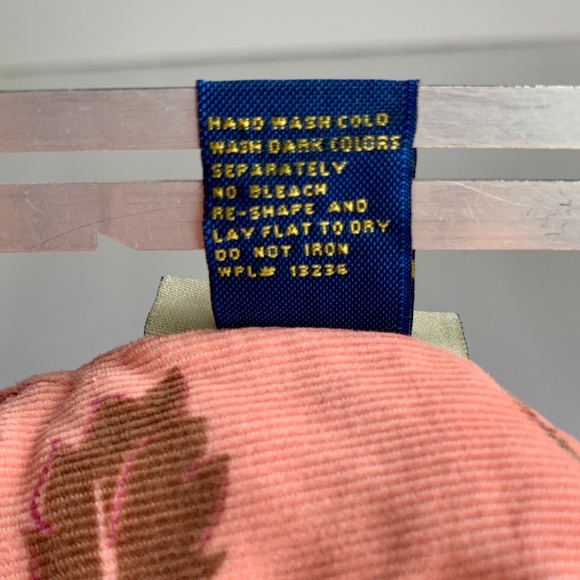 HAND WASH COLD
WASH DARK COLORS
SEPARATELY
NO BLEACH
RE-SHAPE AND
LAY FLAT TO DRY
DO NOT IRON
WPL# 13236